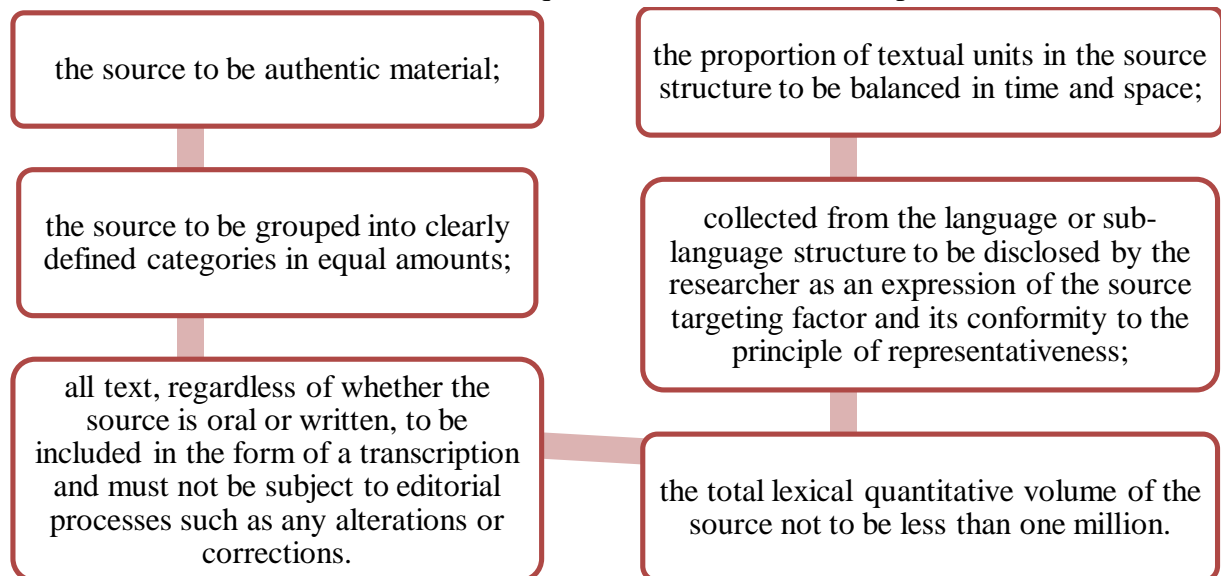 the source to be authentic material;
the source to be grouped into clearly
defined categories in equal amounts;
all text, regardless of whether the
source is oral or written, to be
included in the form of a transcription
and must not be subject to editorial
processes such as any alterations or
corrections.
the proportion of textual units in the source
structure to be balanced in time and space;
collected from the language or sub-
language structure to be disclosed by the
researcher as an expression of the source
targeting factor and its conformity to the
principle of representativeness;
the total lexical quantitative volume of the
source not to be less than one million.